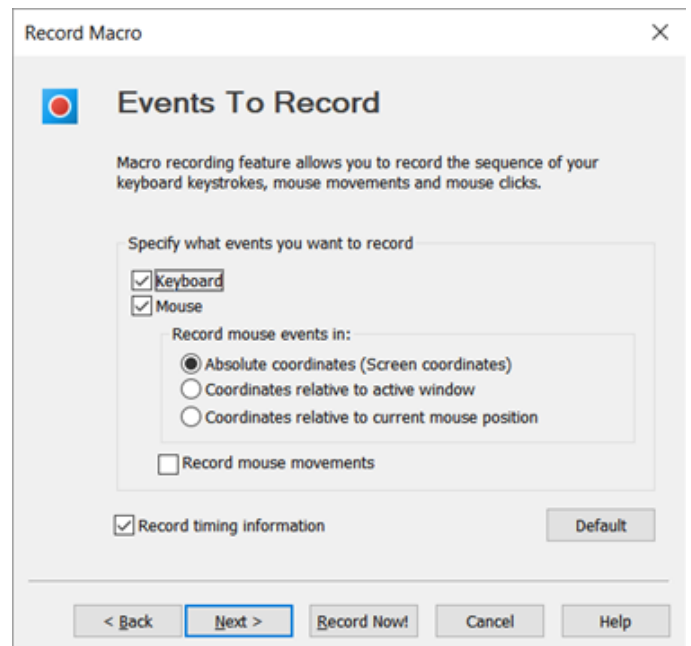 Record Macro
Events To Record
Macro recording feature allows you to record the sequence of your
keyboard keystrokes, mouse movements and mouse clicks.
Specify what events you want to record
Keyboard
Mouse
Record mouse events in:
Absolute coordinates (Screen coordinates)
Coordinates relative to active window
Coordinates relative to current mouse position
Record mouse movements
Record timing information
Default
< Back
Next >
Record Now!
Cancel
Help